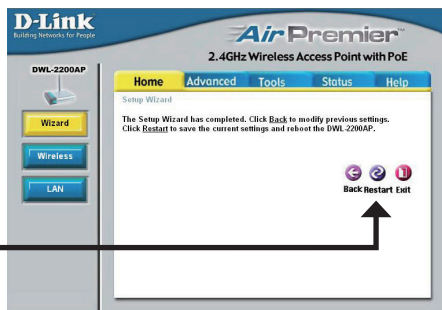 D-Link
Building Networks for People
Air Premier™
2.4GHz Wireless Access Point with PoE
DWL-2200AP
Home Advanced Tools Status Help
Wizard
Wireless
LAN
Setup Wizard
The Setup Wizard has completed. Click Back to modify previous settings.
Click Restart to save the current settings and reboot the DWL-2200AP.
Back Restart Exit